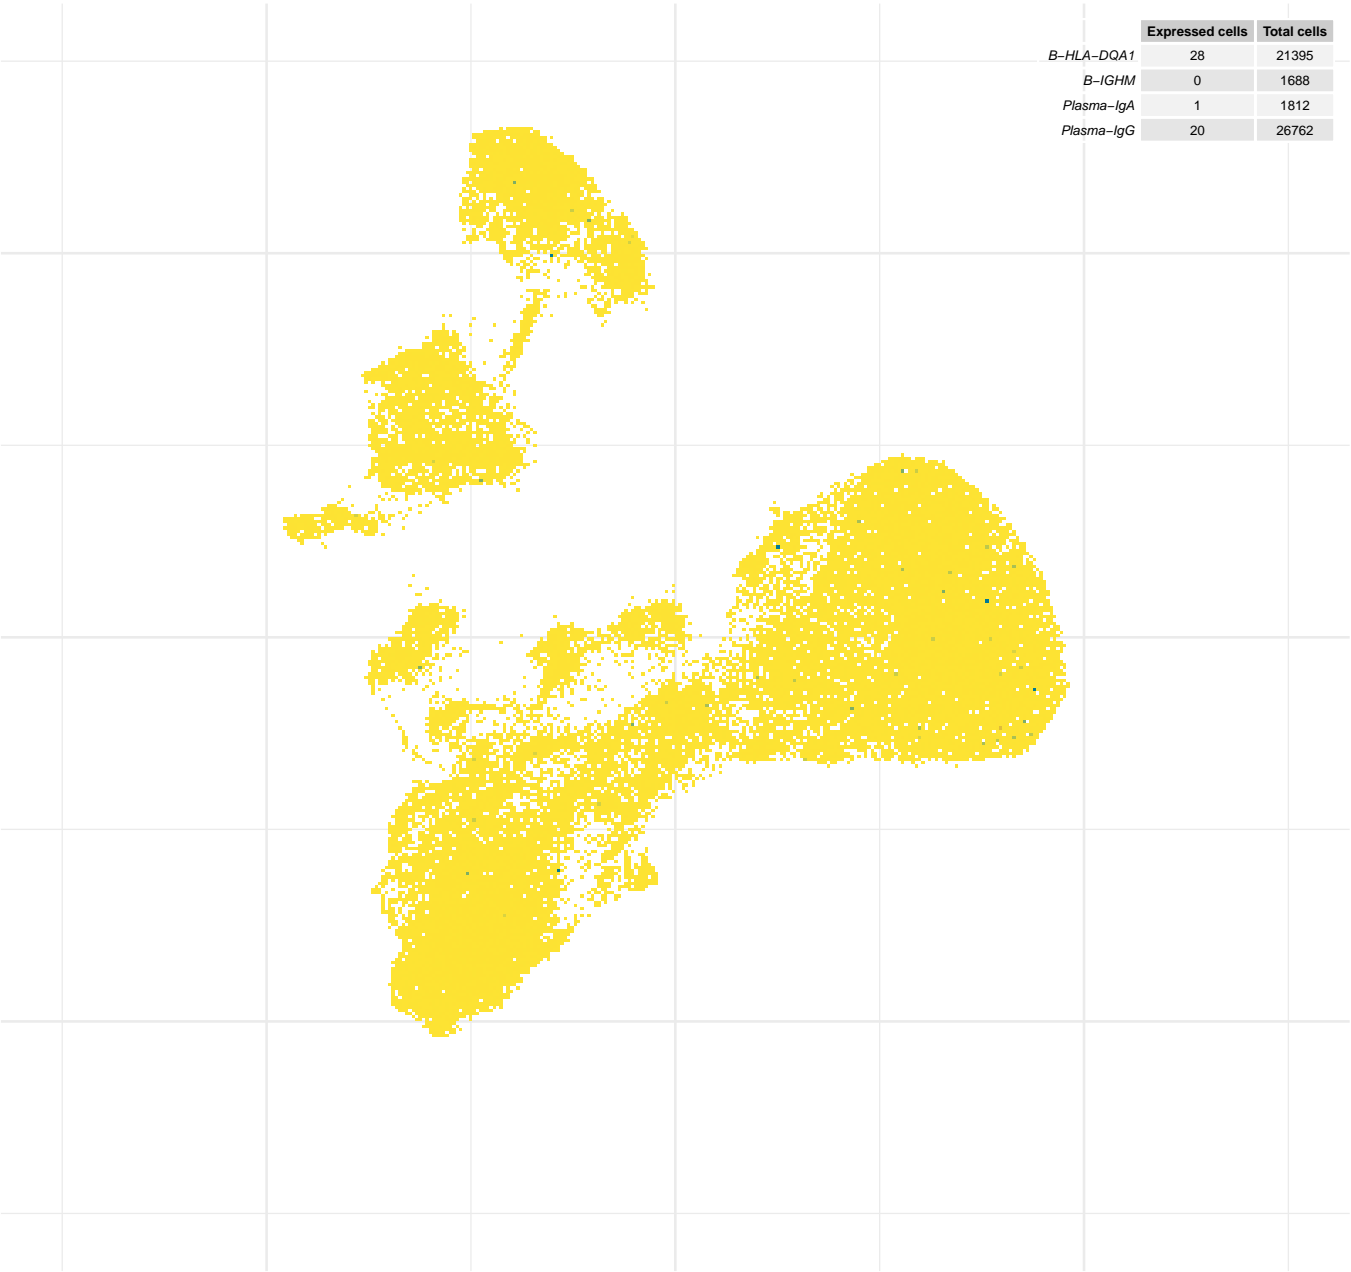 Expressed cells Total cells
B−HLA−DQA1 28 21395
B−IGHM 0 1688
Plasma−IgA 1 1812
Plasma−IgG 20 26762